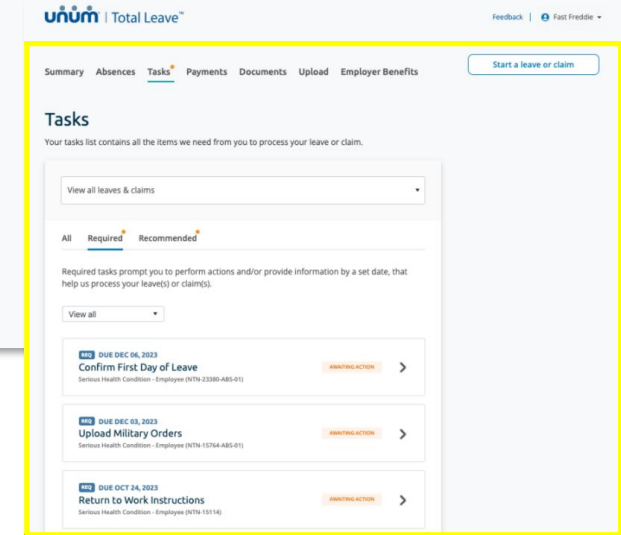 unum | Total Leave™
Feedback | Fast Freddie
Summary Absences Tasks Payments Documents Upload Employer Benefits
Start a leave or claim
Tasks
Your tasks list contains all the items we need from you to process your leave or claim.
View all leaves & claims
All Required Recommended
Required tasks prompt you to perform actions and/or provide information by a set date, that
help us process your leave(s) or claim(s).
View all
REQ DUE DEC 06, 2023
Confirm First Day of Leave
AWAITING ACTION
Serious Health Condition - Employee (NTN-23380-ABS-01)
REQ DUE DEC 03, 2023
Upload Military Orders
AWAITING ACTION
Serious Health Condition - Employee (NTN-15764-ABS-01)
REQ DUE OCT 24, 2023
Return to Work Instructions
AWAITING ACTION
Serious Health Condition - Employee (NTN-15114)